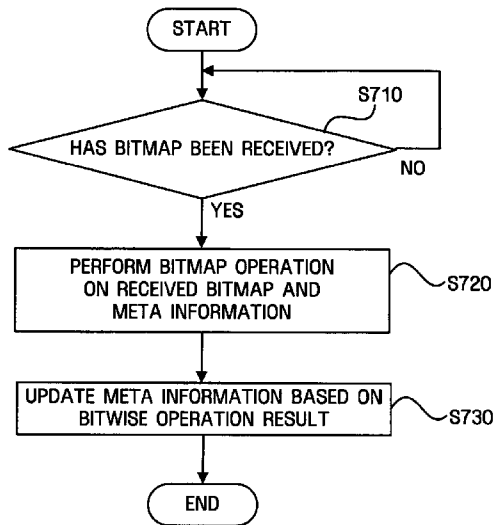 START
S710
HAS BITMAP BEEN RECEIVED?
NO
YES
PERFORM BITMAP OPERATION
ON RECEIVED BITMAP AND
META INFORMATION
S720
UPDATE META INFORMATION BASED ON
BITWISE OPERATION RESULT
S730
END